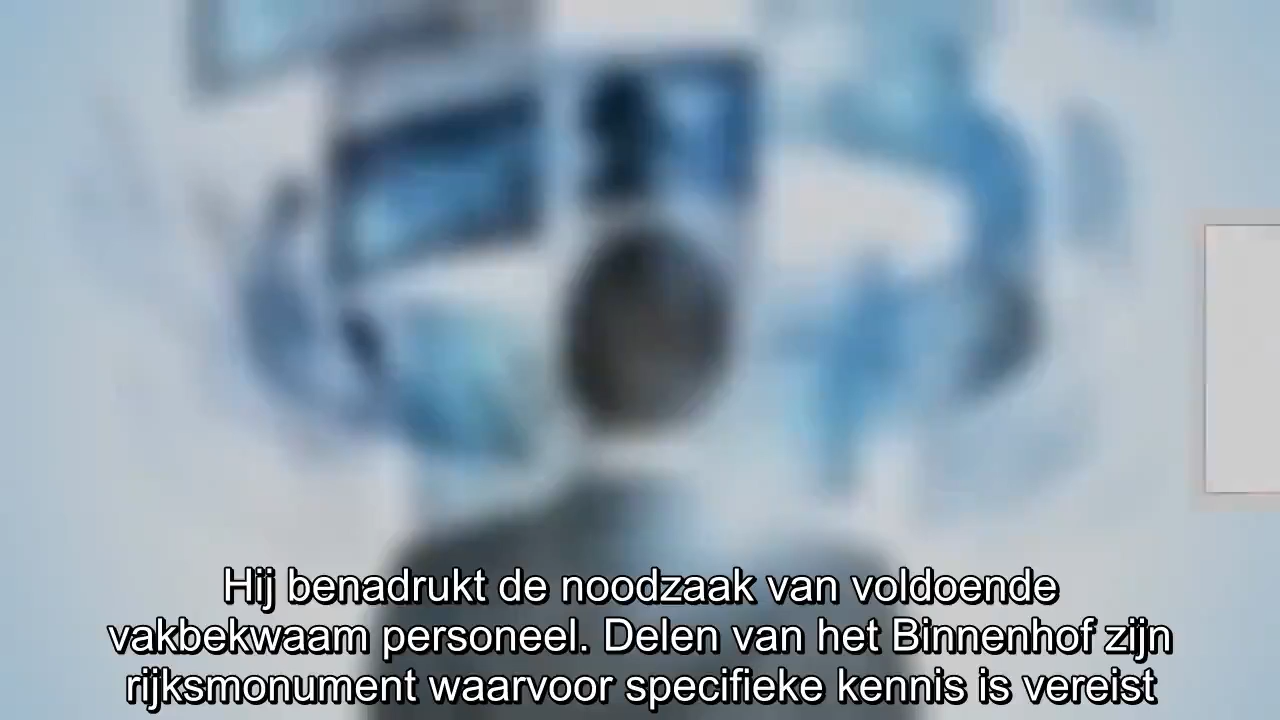 Hij benadrukt de noodzaak van voldoende
vakbekwaam personeel. Delen van het Binnenhof zijn
rijksmonument waarvoor specifieke kennis is vereist